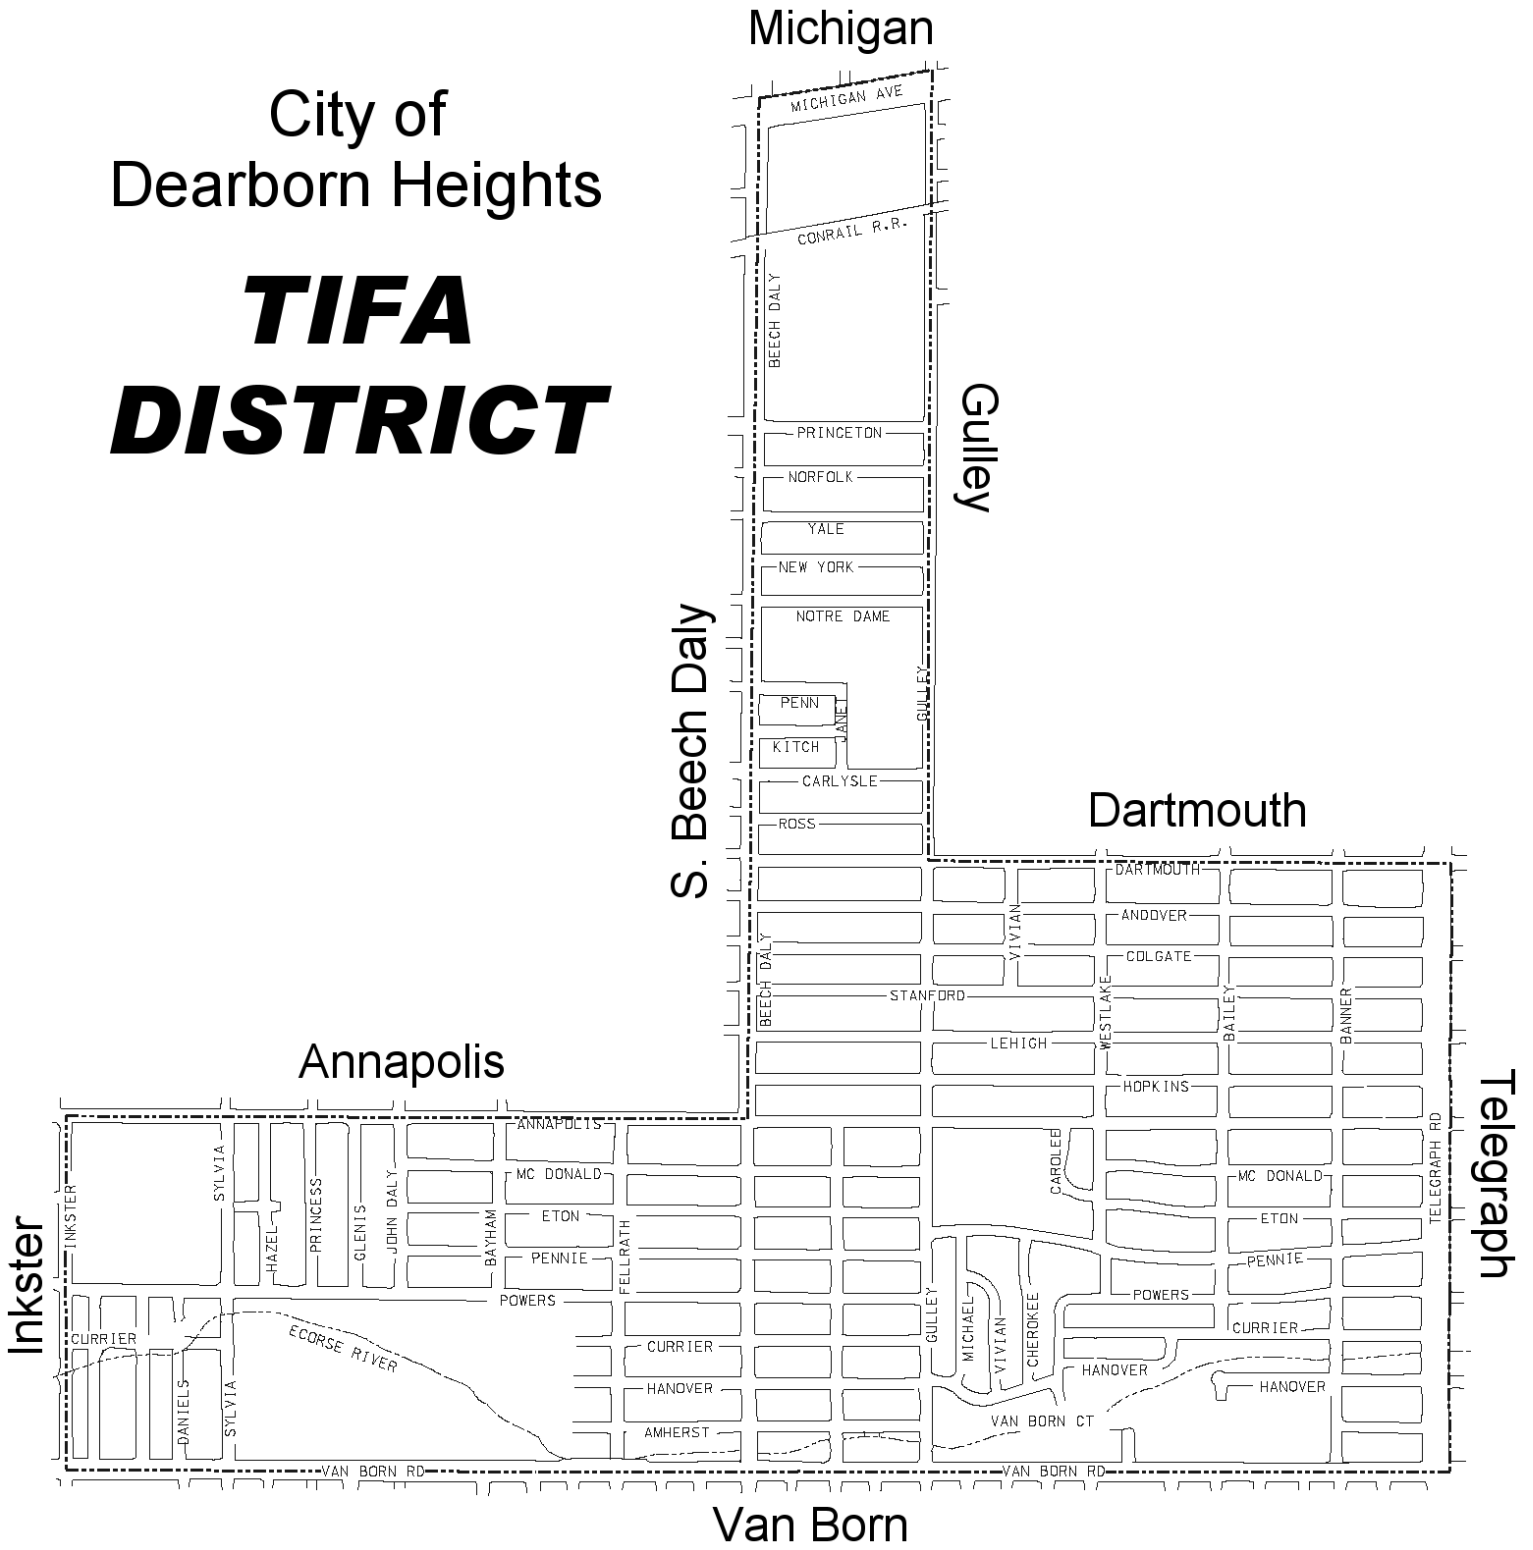 Michigan
City of
Dearborn Heights
TIFA
DISTRICT
MICHIGAN AVE
CONRAIL R.R.
BEECH DALY
Gulley
PRINCETON
NORFOLK
YALE
NEW YORK
NOTRE DAME
S. Beech Daly
GULLEY
PENN
JANET
KITCH
CARLYSLE
ROSS
Dartmouth
DARTMOUTH
VIVIAN
ANDOVER
COLGATE
BEECH DALY
STANFORD
WESTLAKE
BAILEY
BANNER
LEHIGH
HOPKINS
Annapolis
ANNAPOLIS
Telegraph
TELEGRAPH RD
Inkster
INKSTER
SYLVIA
HAZEL
PRINCESS
GLENIS
JOHN DALY
BAYHAM
MC DONALD
ETON
PENNIE
FELLRATH
POWERS
CAROLEE
MC DONALD
ETON
PENNIE
POWERS
CURRIER
ECORSE RIVER
CURRIER
GULLEY
MICHAEL
VIVIAN
CHEROKEE
CURRIER
HANOVER
DANIELS
SYLVIA
HANOVER
HANOVER
AMHERST
VAN BORN CT
VAN BORN RD
VAN BORN RD
Van Born